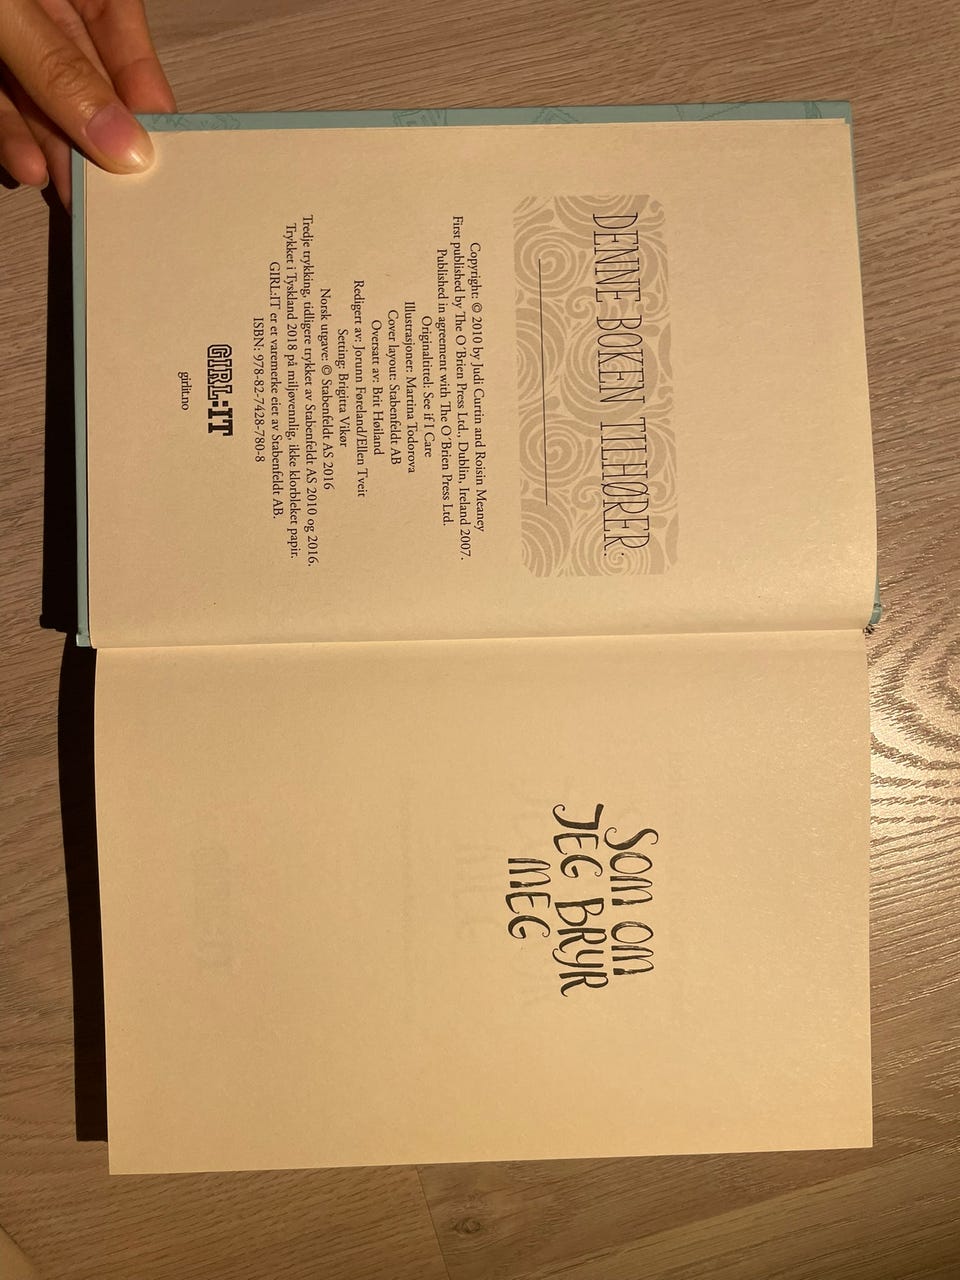 DENNE BOKEN TILHØRER:
Copyright: © 2010 by Judi Curtin and Roisin Meaney
First published by The O´Brien Press Ltd., Dublin, Ireland 2007.
Published in agreement with The O´Brien Press Ltd.
Originaltittel: See if I Care
Illustrasjoner: Martina Todorova
Cover layout: Stabenfeldt AB
Oversatt av: Brit Høiland
Redigert av: Jorunn Føreland/Ellen Tveit
Setting: Brigitta Vikør
Norsk utgave: © Stabenfeldt AS 2016
Tredje trykking, tidligere trykket av Stabenfeldt AS 2010 og 2016.
Trykket i Tyskland 2018 på miljøvennlig, ikke klorbleket papir.
GIRL:IT er et varemerke eiet av Stabenfeldt AB.
ISBN: 978-82-7428-780-8
GIRL:IT
girlit.no
SOM OM
JEG BRYR
MEG